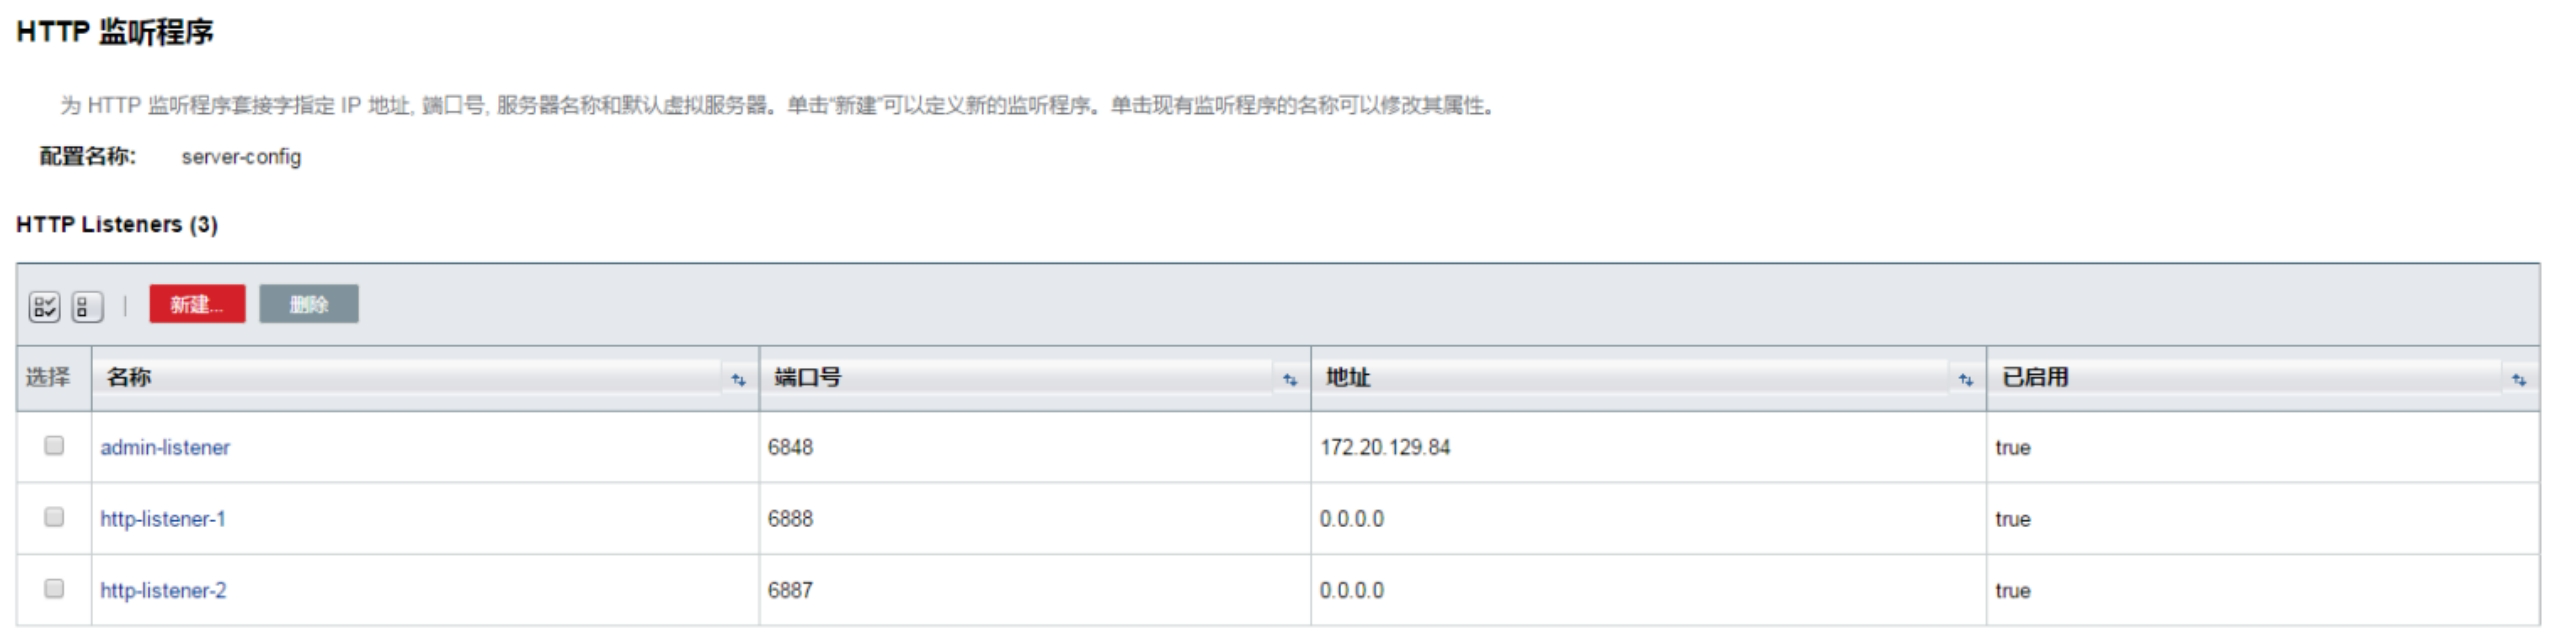 HTTP 监听程序
为 HTTP 监听程序套接字指定 IP 地址, 端口号, 服务器名称和默认虚拟服务器。单击“新建”可以定义新的监听程序。单击现有监听程序的名称可以修改其属性。
配置名称: server-config
HTTP Listeners (3)
新建... 删除
选择 名称 端口号 地址 已启用
admin-listener 6848 172.20.129.84 true
http-listener-1 6888 0.0.0.0 true
http-listener-2 6887 0.0.0.0 true